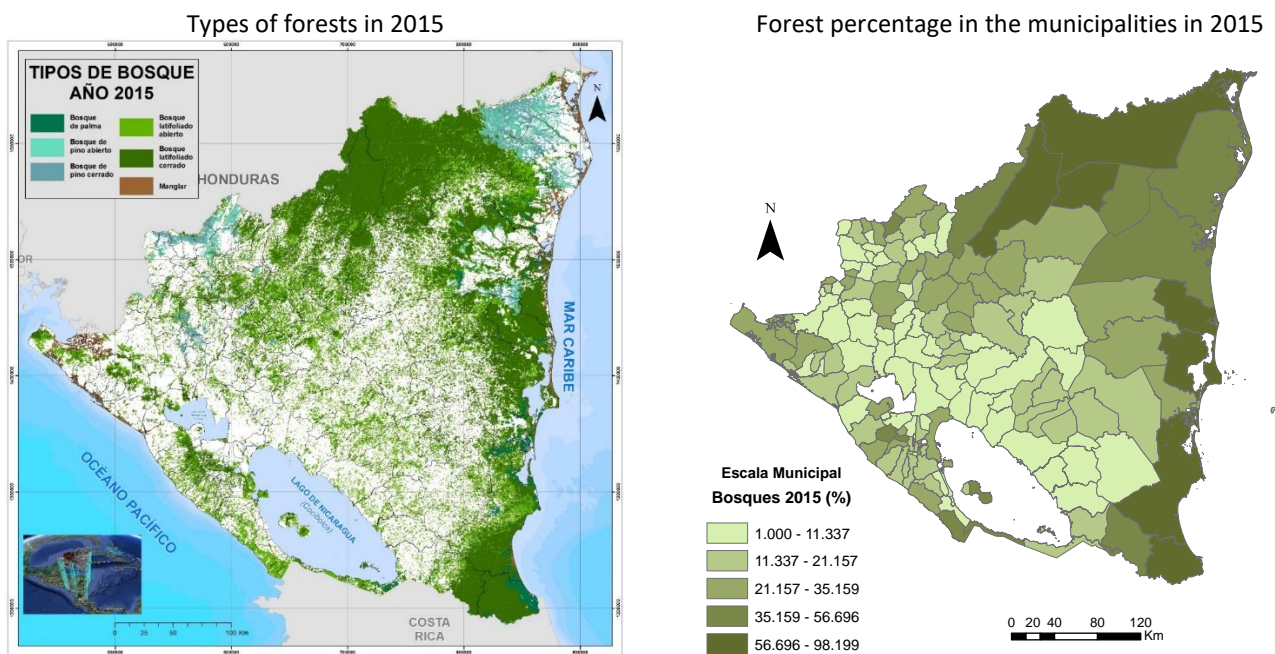 Types of forests in 2015
Forest percentage in the municipalities in 2015
TIPOS DE BOSQUE
AÑO 2015
Bosque
de palma
Bosque de
pino abierto
Bosque de
pino cerrado
Bosque
latifoliado
abierto
Bosque
latifoliado
cerrado
Manglar
N
HONDURAS
OR
MAR CARIBE
OCÉANO PACÍFICO
LAGO DE NICARAGUA
(Cocibolca)
COSTA
RICA
0 25 50 100 Km
N
Escala Municipal
Bosques 2015 (%)
1.000 - 11.337
11.337 - 21.157
21.157 - 35.159
35.159 - 56.696
56.696 - 98.199
0 20 40 80 120
Km